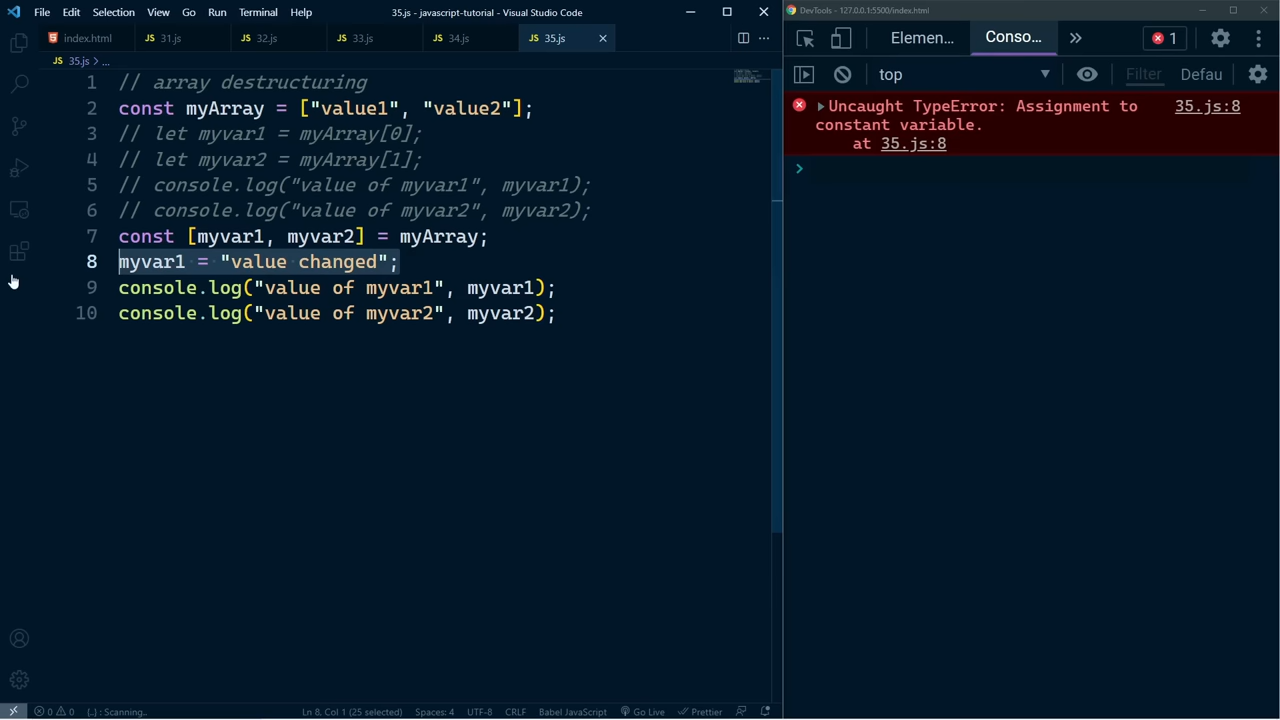 File Edit Selection View Go Run Terminal Help 35.js - javascript-tutorial - Visual Studio Code
index.html JS 31.js JS 32.js JS 33.js JS 34.js JS 35.js
JS 35.js > ...
1 // array destructuring
2 const myArray = ["value1", "value2"];
3 // let myvar1 = myArray[0];
4 // let myvar2 = myArray[1];
5 // console.log("value of myvar1", myvar1);
6 // console.log("value of myvar2", myvar2);
7 const [myvar1, myvar2] = myArray;
8 myvar1 = "value changed";
9 console.log("value of myvar1", myvar1);
10 console.log("value of myvar2", myvar2);
0 0 {..} : Scanning.. Ln 8, Col 1 (25 selected) Spaces: 4 UTF-8 CRLF Babel JavaScript Go Live Prettier
DevTools - 127.0.0.1:5500/index.html
Elemen... Conso... 1
top Filter Defau
Uncaught TypeError: Assignment to 35.js:8
constant variable.
at 35.js:8